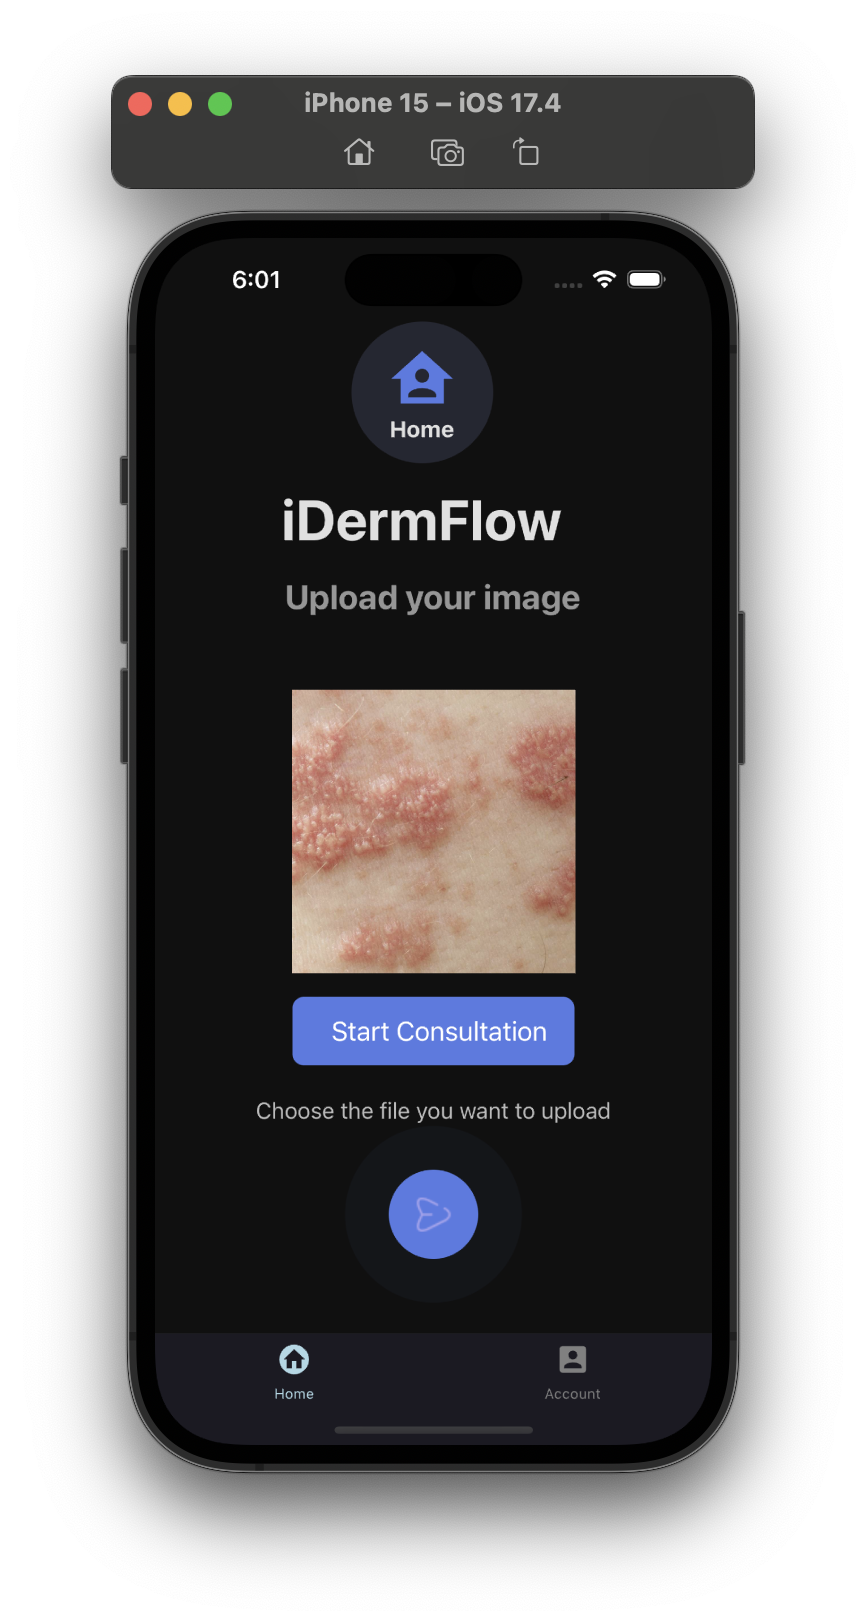 iPhone 15 – iOS 17.4
6:01
Home
iDermFlow
Upload your image
Start Consultation
Choose the file you want to upload
Home
Account